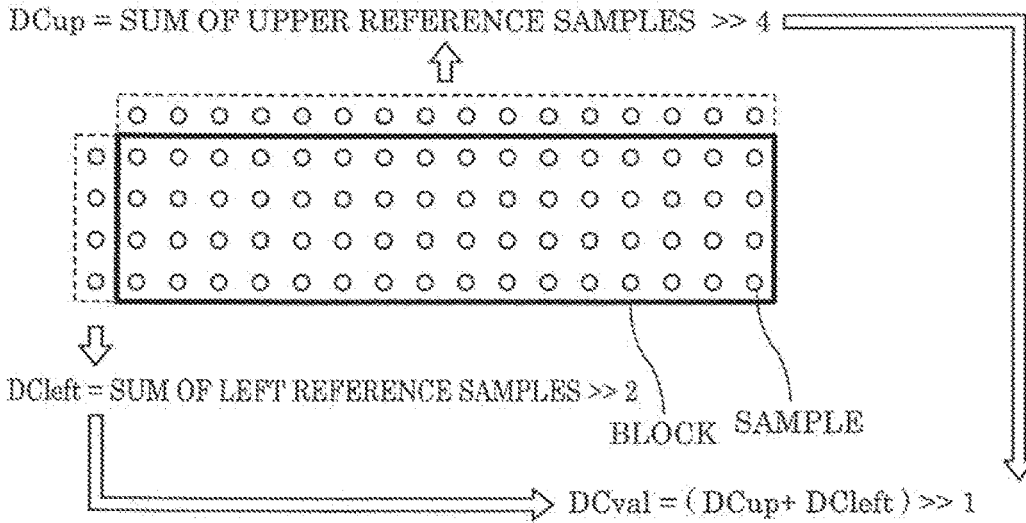 DCup = SUM OF UPPER REFERENCE SAMPLES >> 4
DCleft = SUM OF LEFT REFERENCE SAMPLES >> 2
BLOCK
SAMPLE
DCval = ( DCup+ DCleft ) >> 1